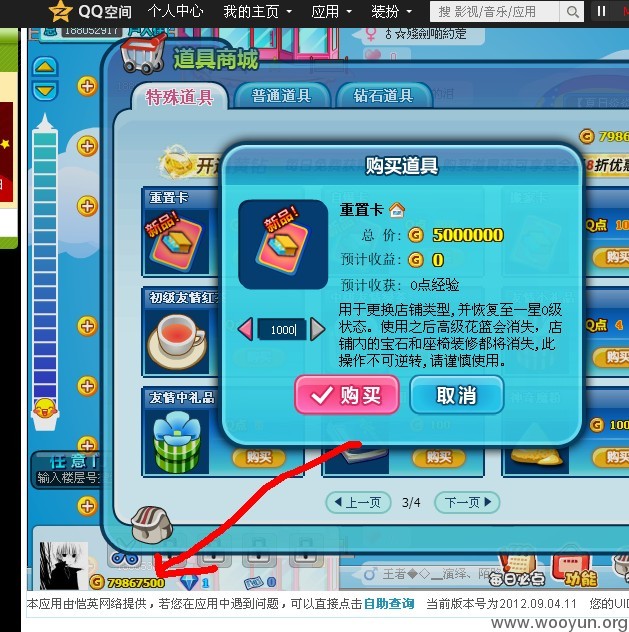 QQ空间 个人中心 我的主页 应用 装扮 搜 影视/音乐/应用
188052917
道具商城
特殊道具 普通道具 钻石道具
79867500
购买道具
8折优惠
重置卡
新品!
重置卡
新品!
总 价: G 5000000
预计收益: G 0
预计收获: 0点经验
1000
用于更换店铺类型,并恢复至一星0级
状态。使用之后高级花篮会消失，店
铺内的宝石和座椅装修都将消失,此
操作不可逆转,请谨慎使用。
购买 取消
初级友情红茶
友情中礼品
购买 购买 购买
上一页 3/4 下一页
任意门
输入楼层号
G 79867500 1 0
王者◆◇__演绎、陌路
每日必点 功能
本应用由恺英网络提供，若您在应用中遇到问题，可以直接点击自助查询 当前版本号为2012.09.04.11 您的UID
www.wooyun.org